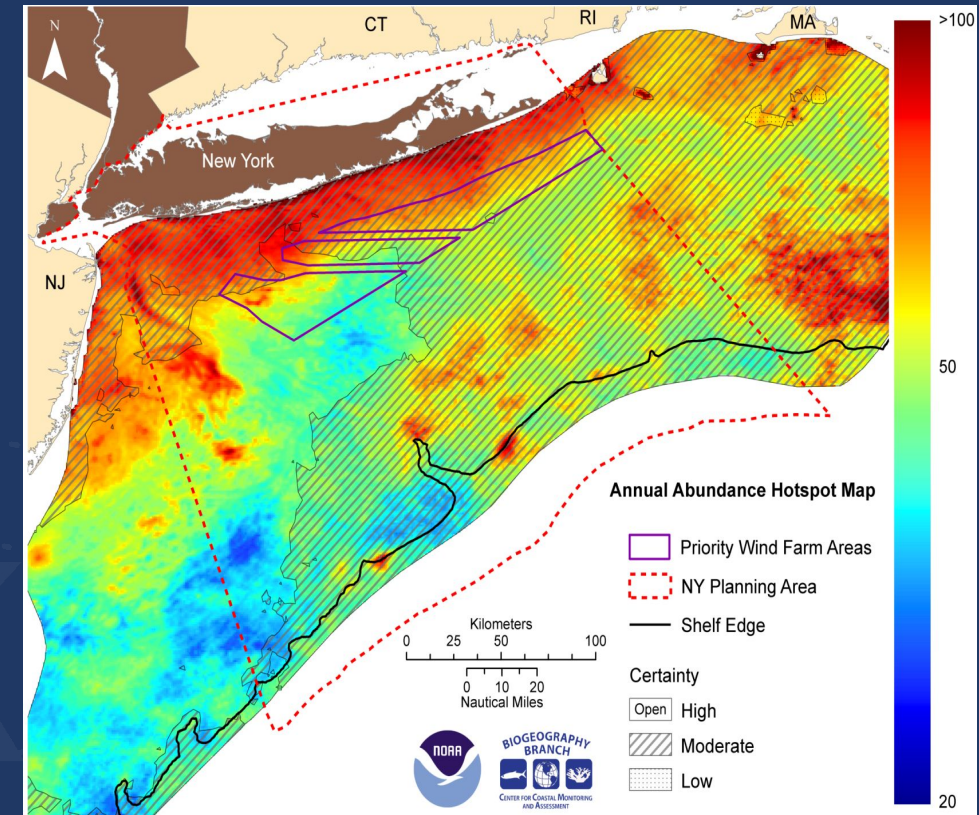 N
CT
RI
MA
New York
NJ
>100
50
20
Annual Abundance Hotspot Map
Priority Wind Farm Areas
NY Planning Area
Shelf Edge
Kilometers
0 25 50 100
0 10 20
Nautical Miles
Certainty
Open High
Moderate
Low
NOAA
BIOGEOGRAPHY
BRANCH
CENTER FOR COASTAL MONITORING
AND ASSESSMENT